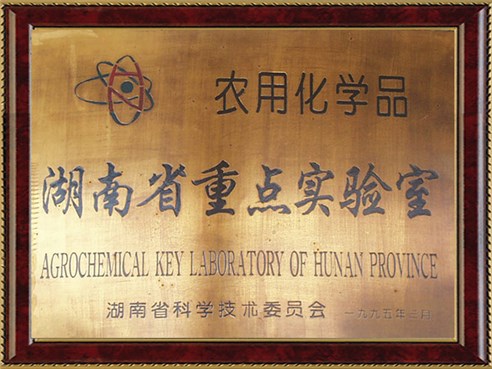 农用化学品
湖南省重点实验室
AGROCHEMICAL KEY LABORATORY OF HUNAN PROVINCE
湖南省科学技术委员会 一九九五年三月